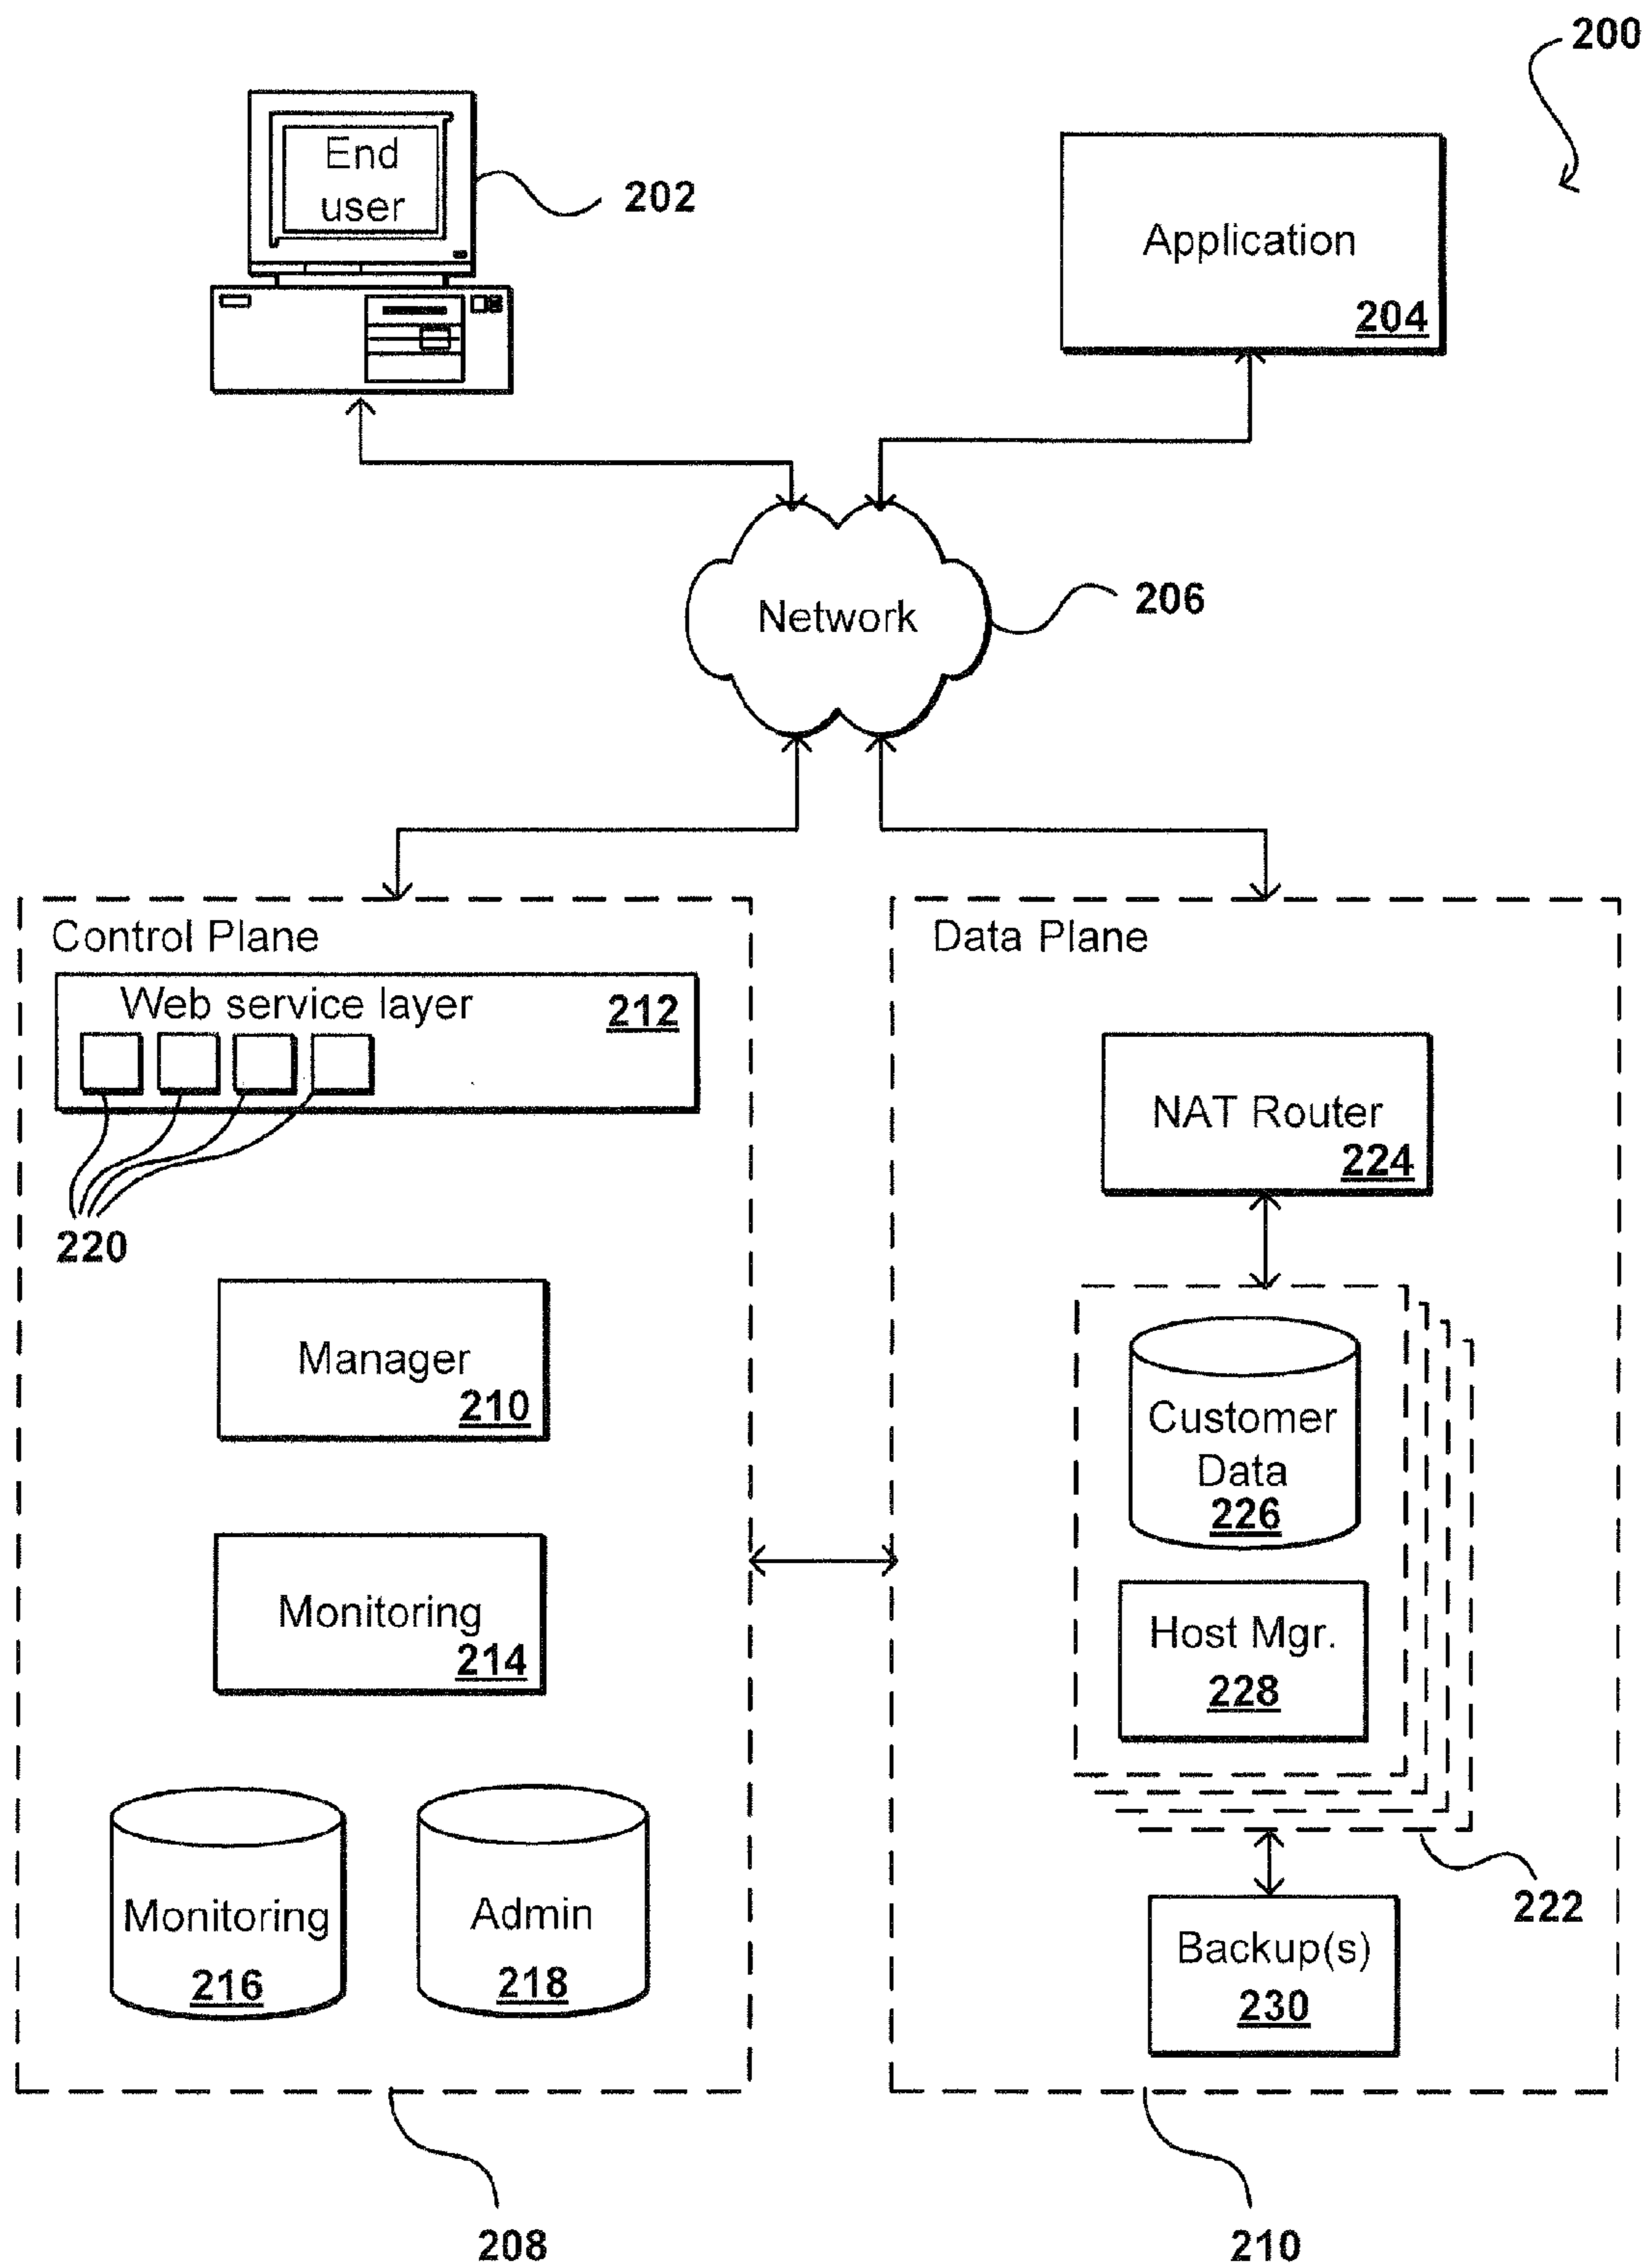 200
End
user
202
Application
204
Network
206
Control Plane
Web service layer
212
220
Manager
210
Monitoring
214
Monitoring
216
Admin
218
208
Data Plane
NAT Router
224
Customer
Data
226
Host Mgr.
228
222
Backup(s)
230
210